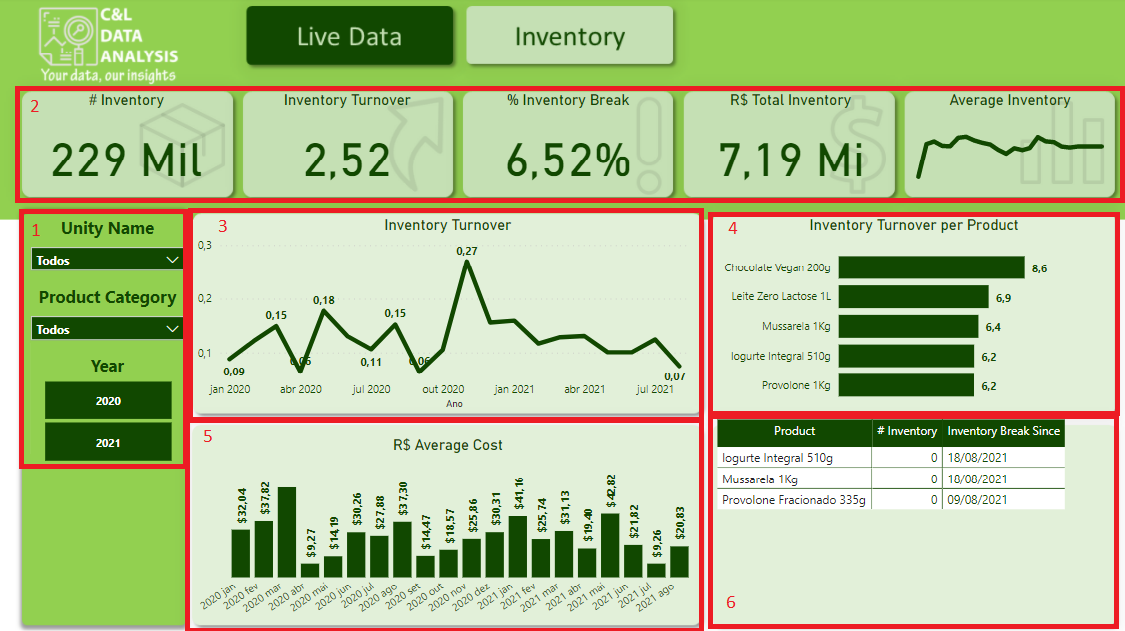 C&L
DATA
ANALYSIS
Your data, our insights
Live Data
Inventory
2
# Inventory
229 Mil
Inventory Turnover
2,52
% Inventory Break
6,52%
R$ Total Inventory
7,19 Mi
Average Inventory
1
Unity Name
Todos
Product Category
Todos
Year
2020
2021
3
Inventory Turnover
0,3
0,2
0,1
0,09
0,15
0,06
0,18
0,11
0,15
0,06
0,27
0,07
jan 2020
abr 2020
jul 2020
out 2020
jan 2021
abr 2021
jul 2021
Ano
4
Inventory Turnover per Product
Chocolate Vegan 200g 8,6
Leite Zero Lactose 1L 6,9
Mussarela 1Kg 6,4
Iogurte Integral 510g 6,2
Provolone 1Kg 6,2
5
R$ Average Cost
$32,04
$37,82
$9,27
$14,19
$30,26
$27,88
$37,30
$14,47
$18,57
$25,86
$30,31
$41,16
$25,74
$31,13
$19,40
$42,82
$21,82
$9,26
$20,83
2020 jan
2020 fev
2020 mar
2020 abr
2020 mai
2020 jun
2020 jul
2020 ago
2020 set
2020 out
2020 nov
2020 dez
2021 jan
2021 fev
2021 mar
2021 abr
2021 mai
2021 jun
2021 jul
2021 ago
Product # Inventory Inventory Break Since
Iogurte Integral 510g 0 18/08/2021
Mussarela 1Kg 0 18/08/2021
Provolone Fracionado 335g 0 09/08/2021
6